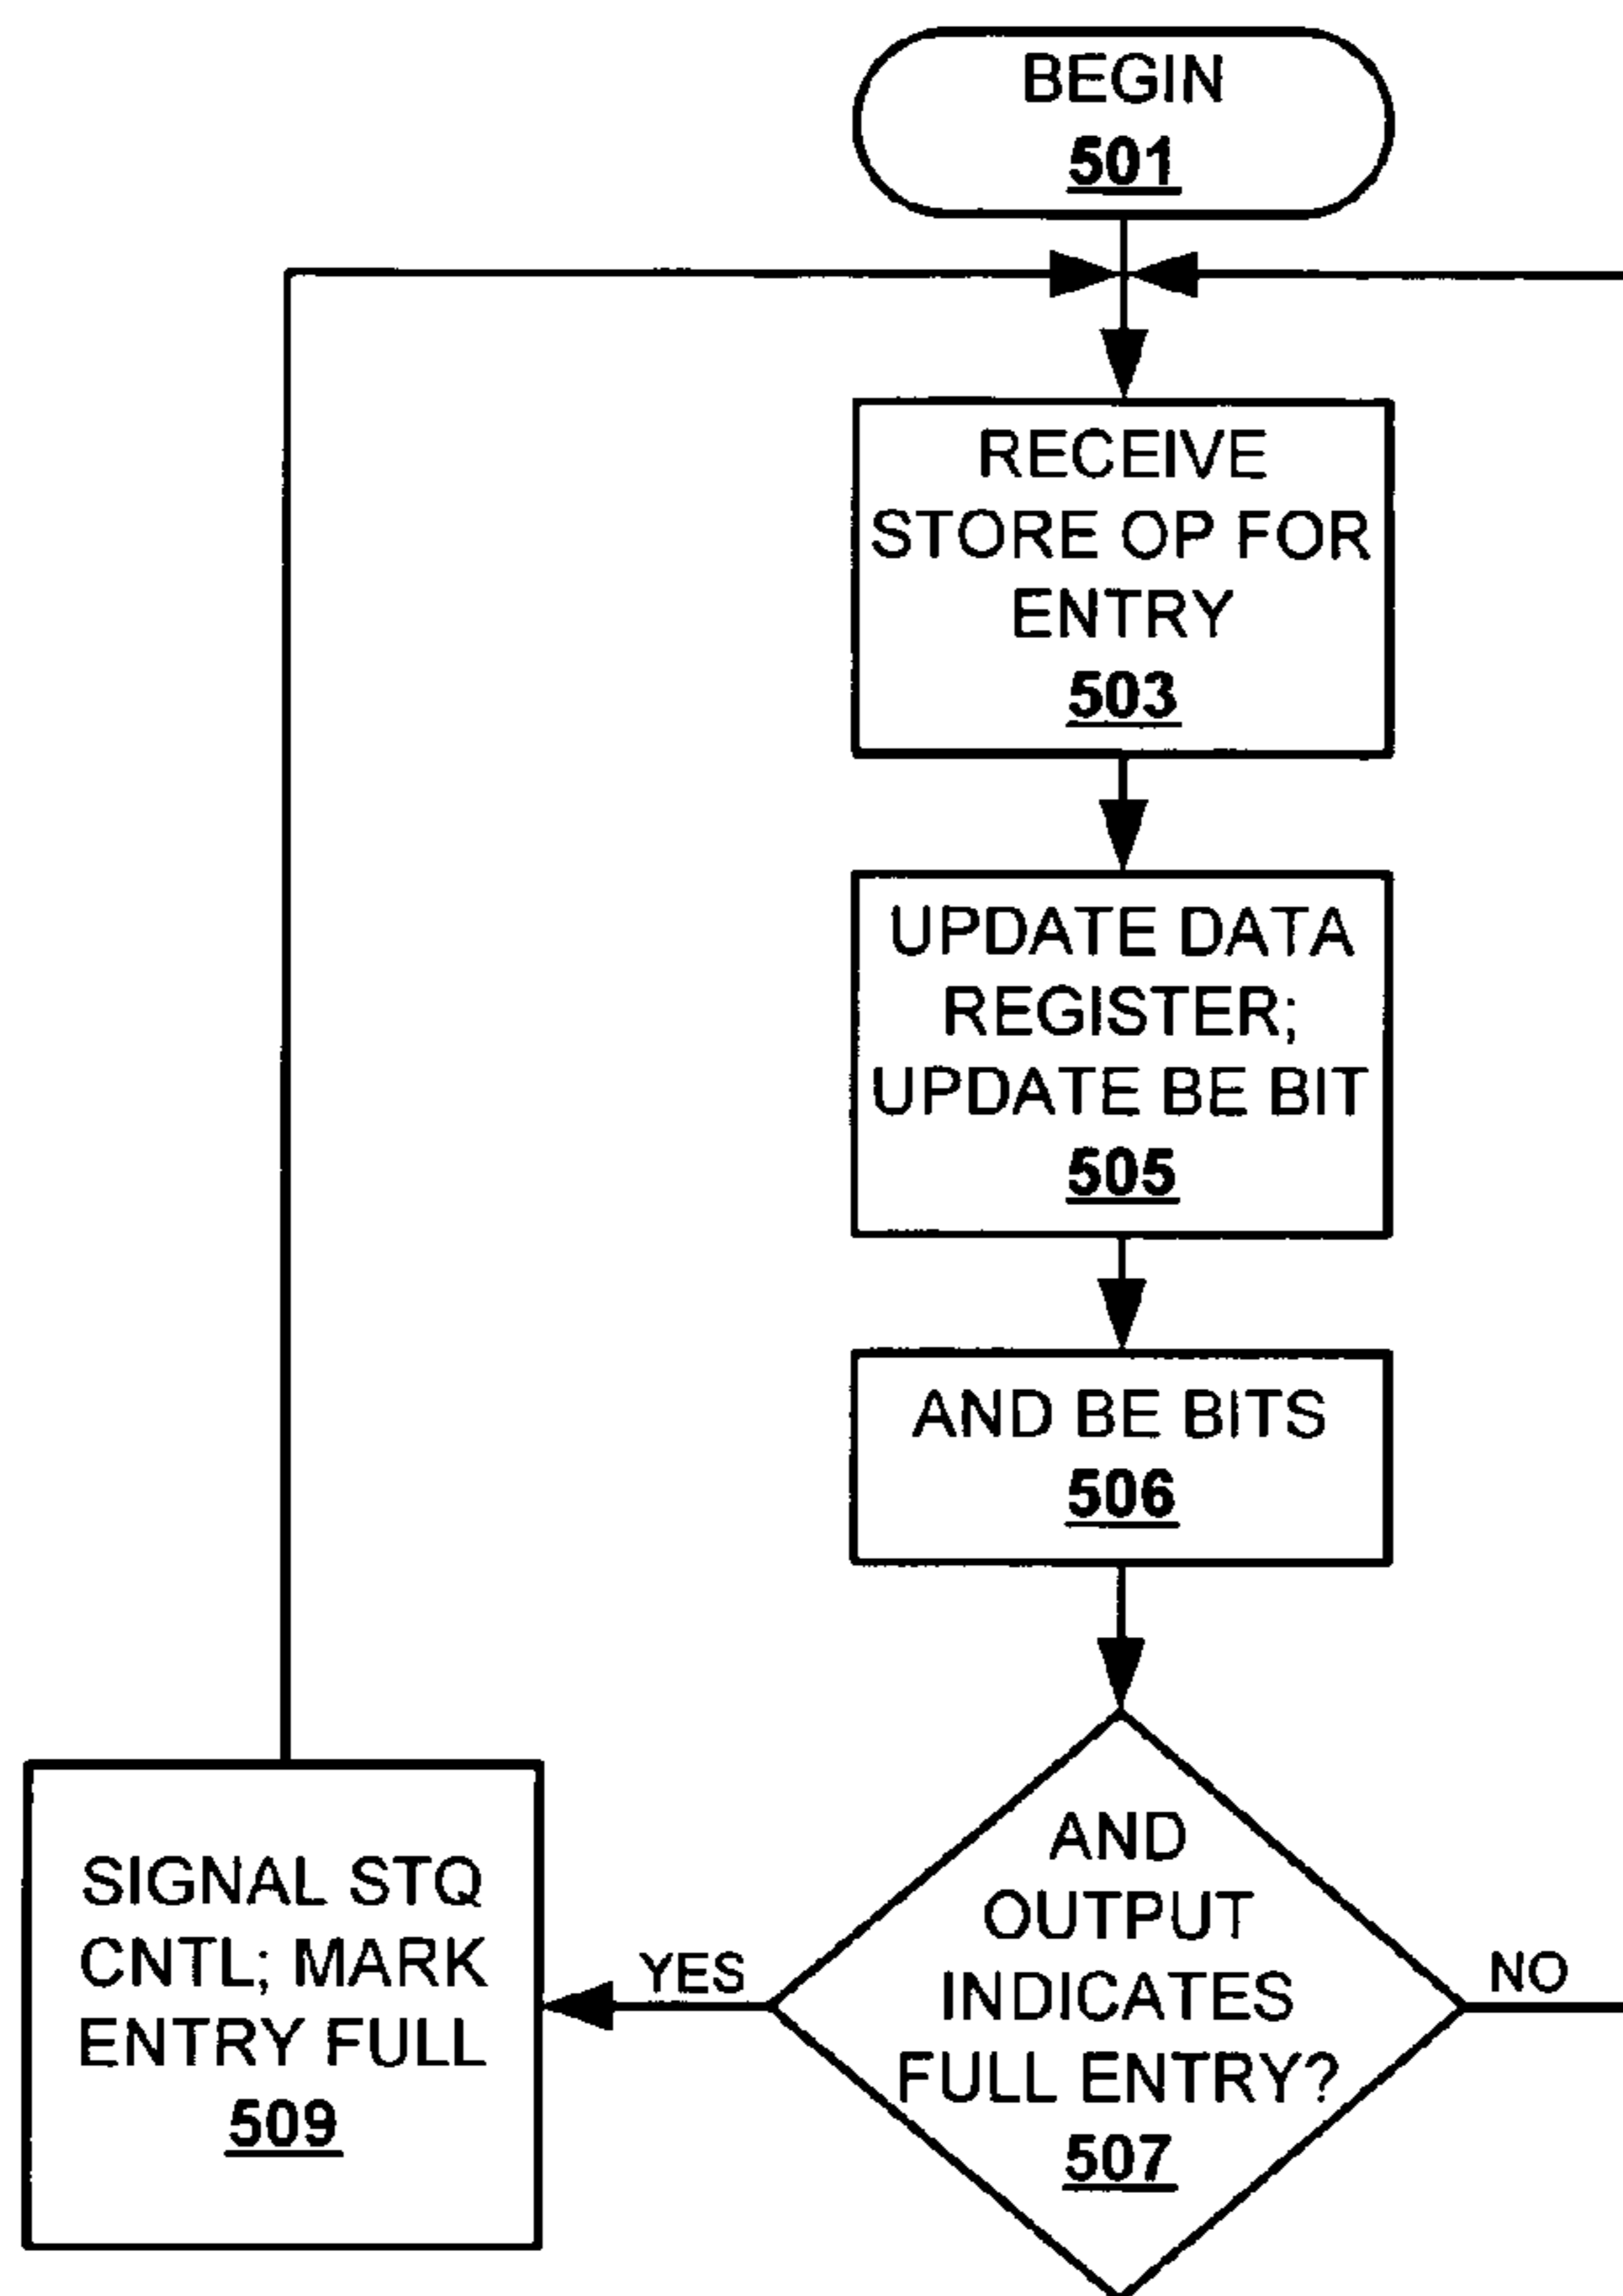 BEGIN
501
RECEIVE
STORE OP FOR
ENTRY
503
UPDATE DATA
REGISTER;
UPDATE BE BIT
505
AND BE BITS
506
AND
OUTPUT
INDICATES
FULL ENTRY?
507
YES
NO
SIGNAL STQ
CNTL; MARK
ENTRY FULL
509